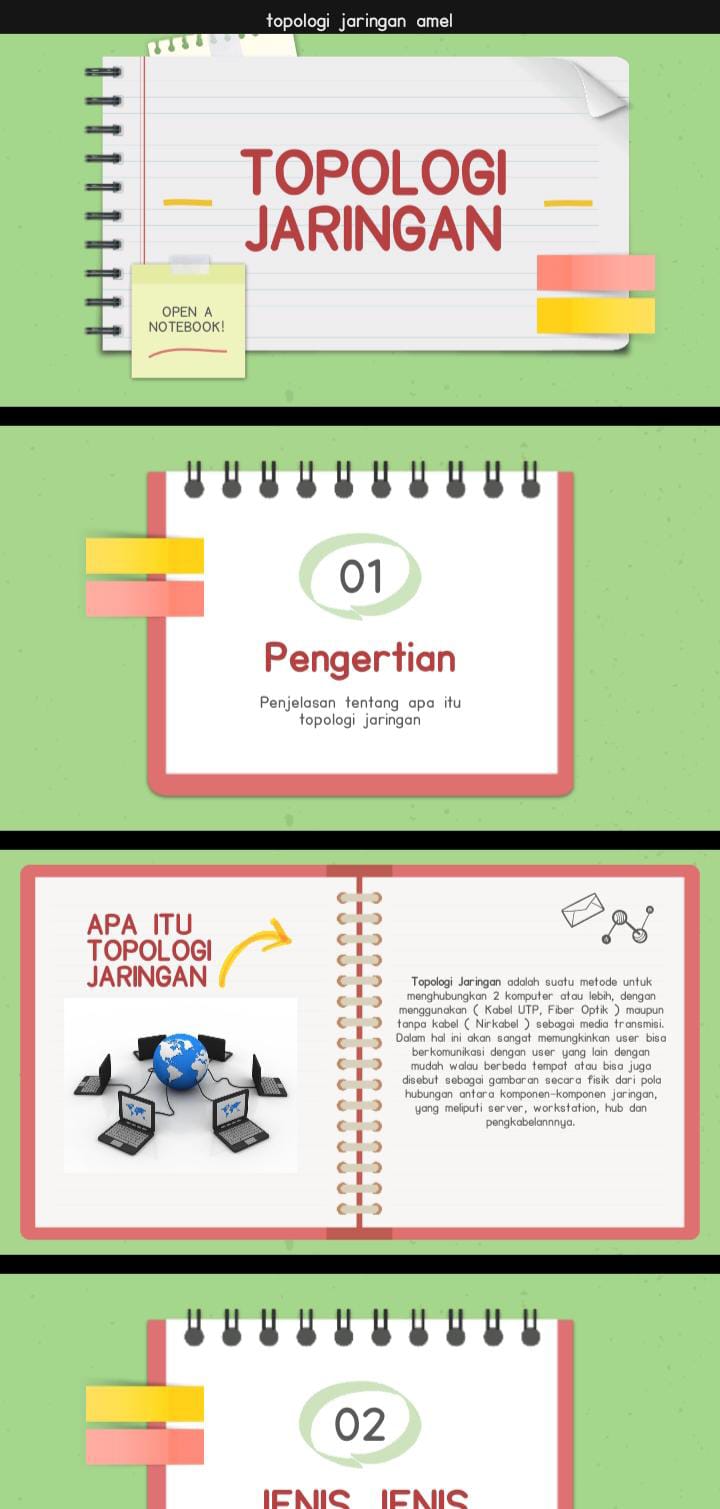 topologi jaringan amel
TOPOLOGI
JARINGAN
OPEN A
NOTEBOOK!
01
Pengertian
Penjelasan tentang apa itu
topologi jaringan
APA ITU
TOPOLOGI
JARINGAN
Topologi Jaringan adalah suatu metode untuk
menghubungkan 2 komputer atau lebih, dengan
menggunakan ( Kabel UTP, Fiber Optik ) maupun
tanpa kabel ( Nirkabel ) sebagai media transmisi.
Dalam hal ini akan sangat memungkinkan user bisa
berkomunikasi dengan user yang lain dengan
mudah walau berbeda tempat atau bisa juga
disebut sebagai gambaran secara fisik dari pola
hubungan antara komponen-komponen jaringan,
yang meliputi server, workstation, hub dan
pengkabelannnya.
02
JENIS JENIS